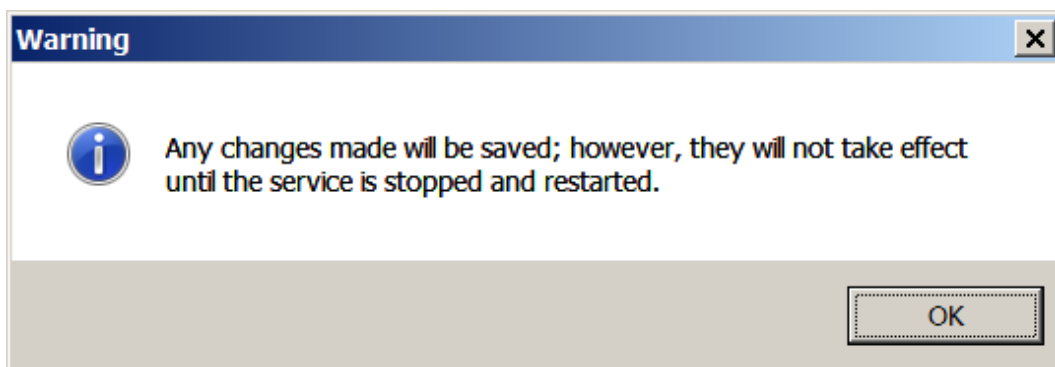 Warning
Any changes made will be saved; however, they will not take effect
until the service is stopped and restarted.
OK